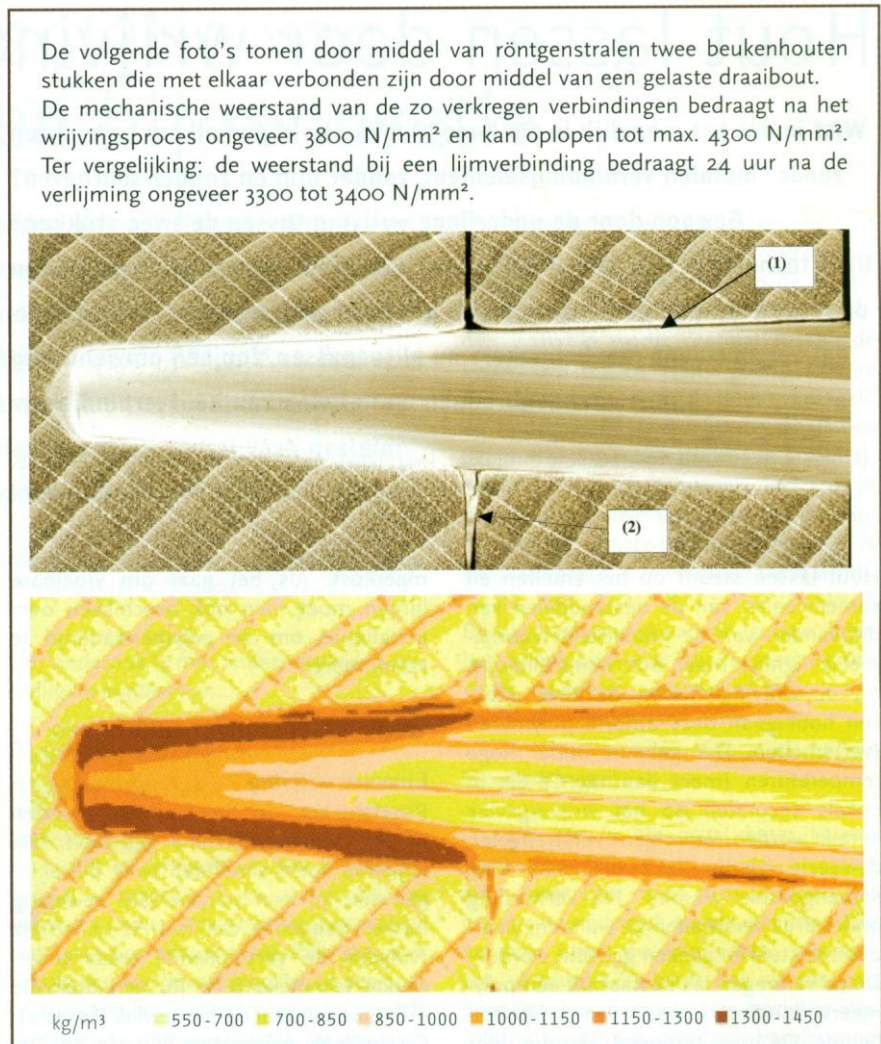 De volgende foto's tonen door middel van röntgenstralen twee beukenhouten
stukken die met elkaar verbonden zijn door middel van een gelaste draaibout.
De mechanische weerstand van de zo verkregen verbindingen bedraagt na het
wrijvingsproces ongeveer 3800 N/mm² en kan oplopen tot max. 4300 N/mm².
Ter vergelijking: de weerstand bij een lijmverbinding bedraagt 24 uur na de
verlijming ongeveer 3300 tot 3400 N/mm².
(1)
(2)
kg/m³ 550-700 700-850 850-1000 1000-1150 1150-1300 1300-1450